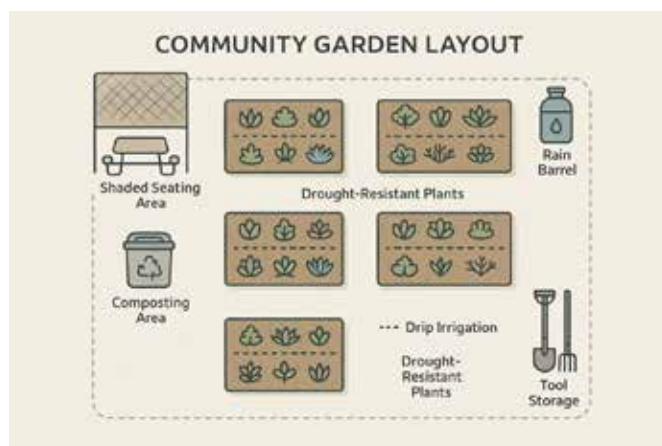 COMMUNITY GARDEN LAYOUT
Shaded Seating
Area
Rain
Barrel
Drought-Resistant Plants
Composting
Area
Drip Irrigation
Drought-
Resistant
Plants
Tool
Storage